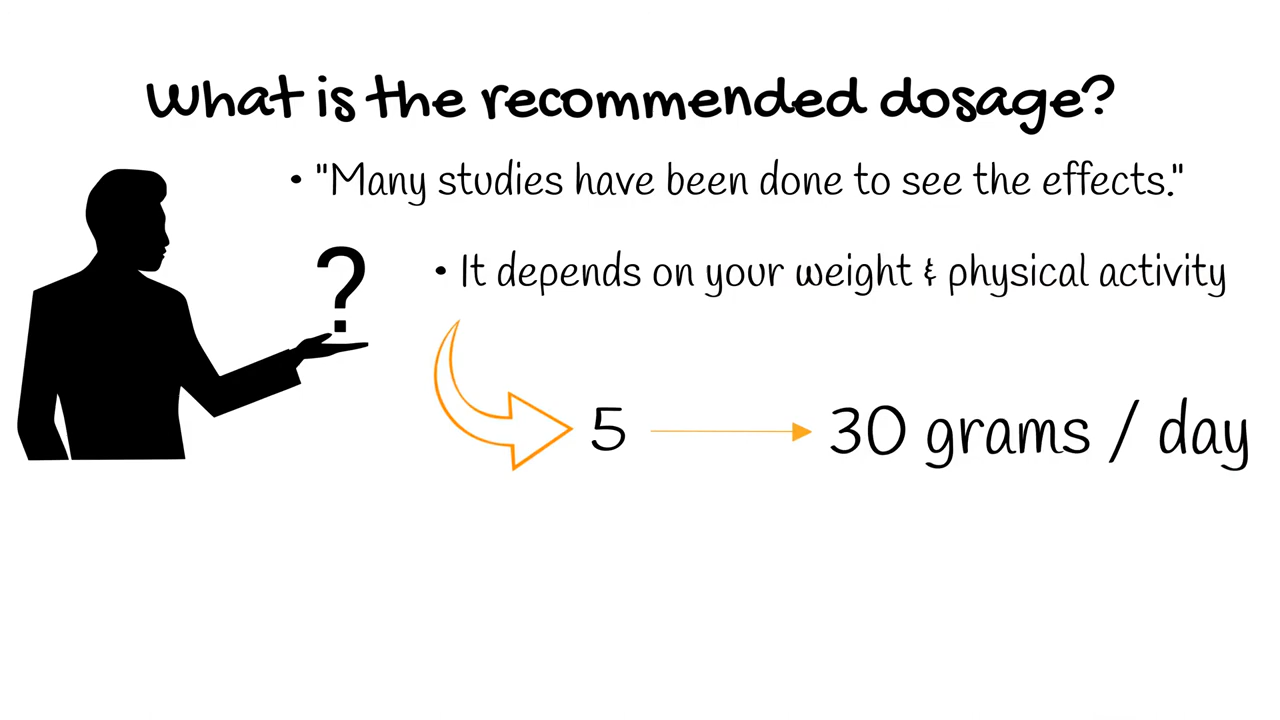 What is the recommended dosage?
• "Many studies have been done to see the effects."
?
• It depends on your weight & physical activity
5 30 grams / day